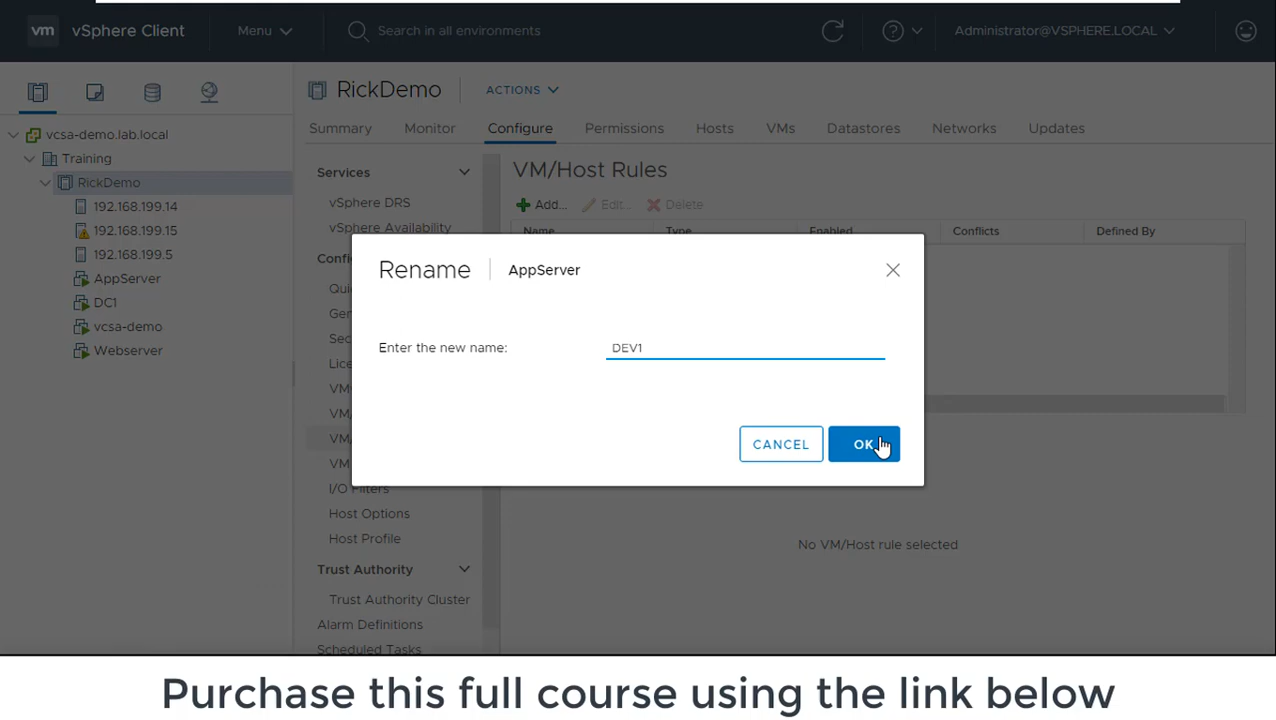 vm vSphere Client Menu Search in all environments Administrator@VSPHERE.LOCAL
RickDemo ACTIONS
Summary Monitor Configure Permissions Hosts VMs Datastores Networks Updates
vcsa-demo.lab.local
Training
RickDemo
192.168.199.14
192.168.199.15
192.168.199.5
AppServer
DC1
vcsa-demo
Webserver
Services
vSphere DRS
vSphere Availability
Host Options
Host Profile
Trust Authority
Trust Authority Cluster
Alarm Definitions
Scheduled Tasks
VM/Host Rules
Add... Edit... Delete
Name Type Enabled Conflicts Defined By
Rename AppServer
Enter the new name: DEV1
CANCEL OK
I/O Filters
No VM/Host rule selected
Purchase this full course using the link below